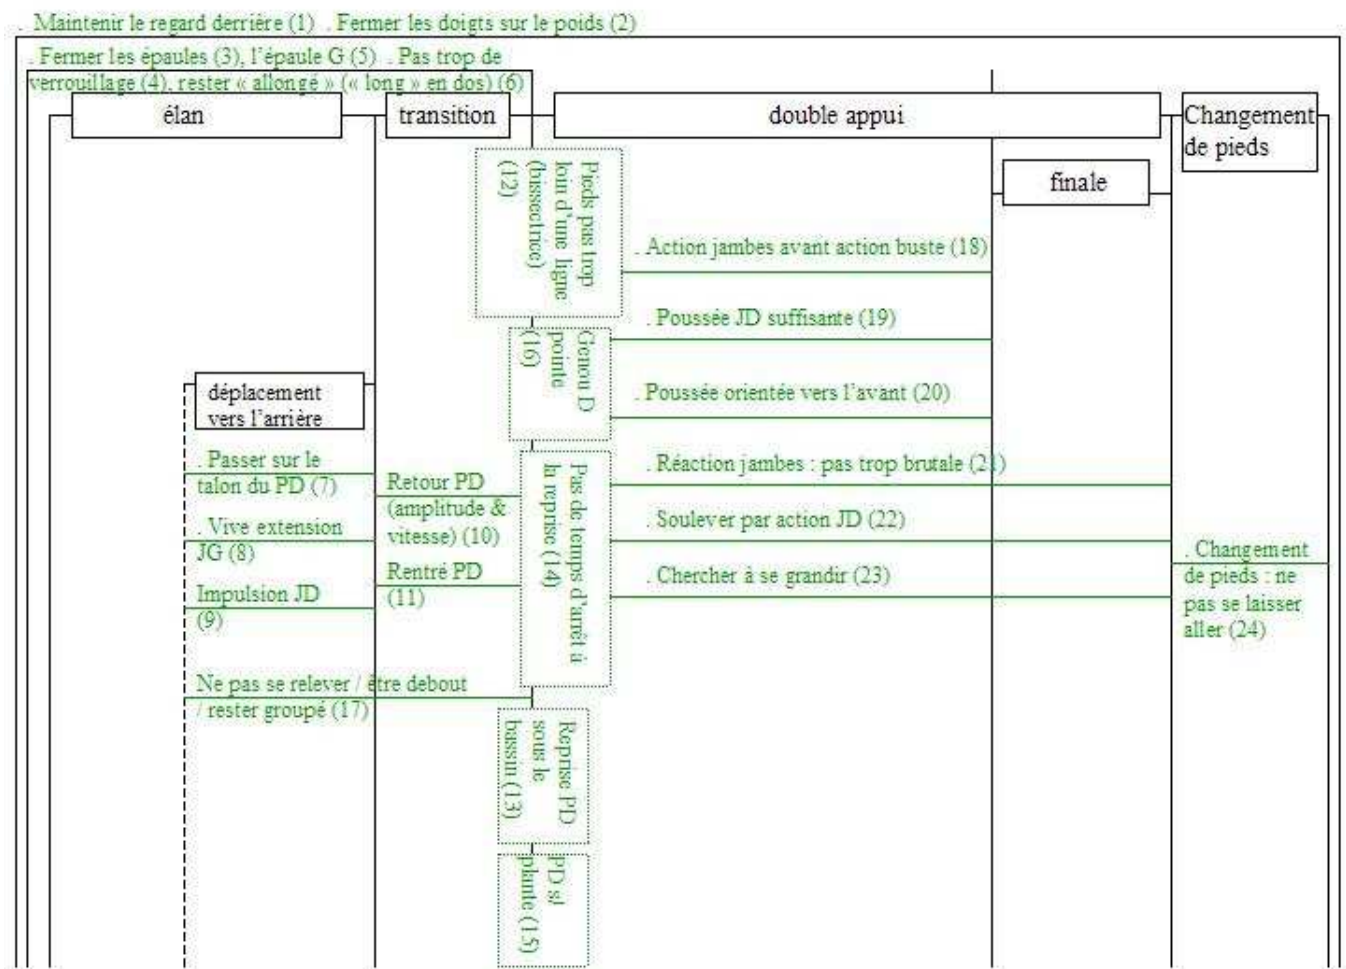 . Maintenir le regard derrière (1) . Fermer les doigts sur le poids (2)
. Fermer les épaules (3), l'épaule G (5) . Pas trop de
verrouillage (4), rester « allongé » (« long » en dos) (6)
élan
transition
double appui
Changement
de pieds
finale
Pieds pas trop
loin d'une ligne
(bissectrice)
(12)
. Action jambes avant action buste (18)
. Poussée JD suffisante (19)
Genou D
pointe
(16)
. Poussée orientée vers l'avant (20)
déplacement
vers l'arrière
. Passer sur le
talon du PD (7)
. Vive extension
JG (8)
Impulsion JD
(9)
Retour PD
(amplitude &
vitesse) (10)
Rentré PD
(11)
Pas de temps d'arrêt à
la reprise (14)
. Réaction jambes : pas trop brutale (21)
. Soulever par action JD (22)
. Chercher à se grandir (23)
. Changement
de pieds : ne
pas se laisser
aller (24)
Ne pas se relever / être debout
/ rester groupé (17)
Reprise PD
sous le
bassin (13)
PD s/
plante (15)